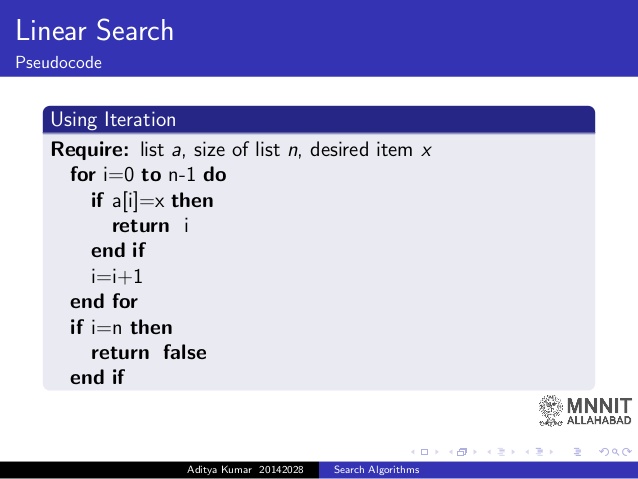 Linear Search
Pseudocode
Using Iteration
Require: list a, size of list n, desired item x
for i=0 to n-1 do
if a[i]=x then
return i
end if
i=i+1
end for
if i=n then
return false
end if
MNNIT
ALLAHABAD
Aditya Kumar 20142028 Search Algorithms